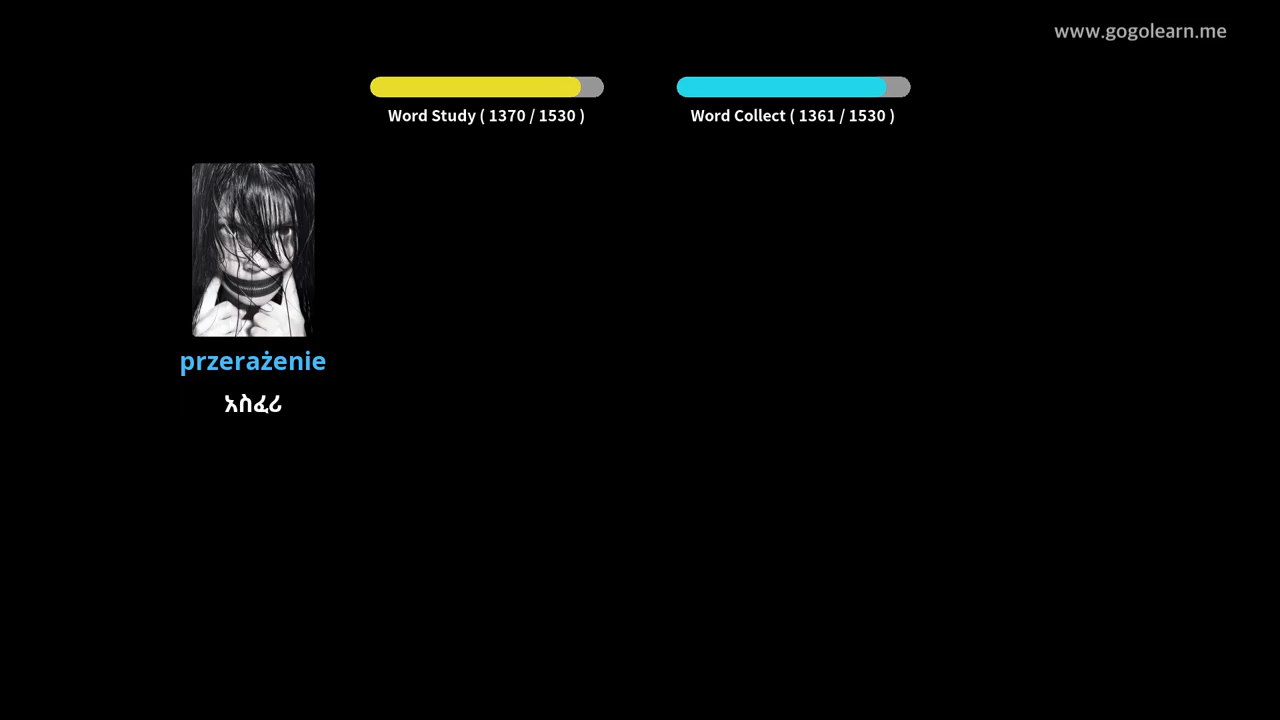 www.gogolearn.me
Word Study ( 1370 / 1530 )
Word Collect ( 1361 / 1530 )
przerażenie
አስፈሪ